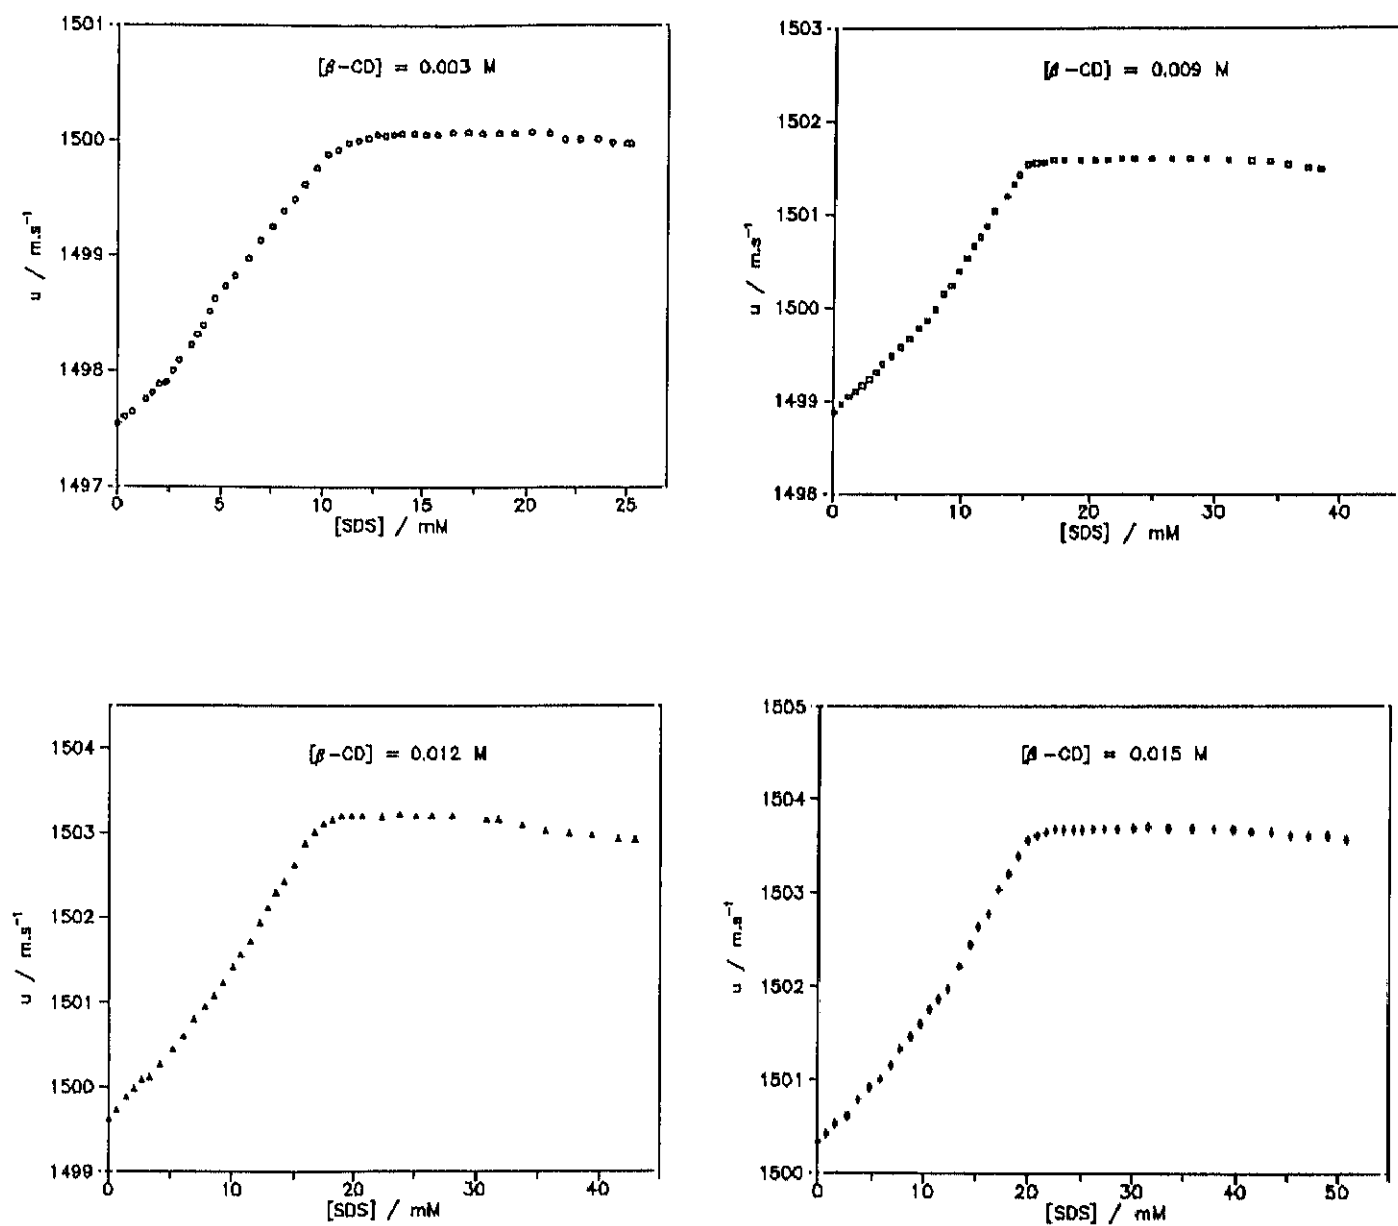 1501
[β-CD] = 0.003 M
1500
1499
1498
1497
u / m.s⁻¹
0 5 10 15 20 25
[SDS] / mM
1503
[β-CD] = 0.009 M
1502
1501
1500
1499
1498
u / m.s⁻¹
0 10 20 30 40
[SDS] / mM
1504
[β-CD] = 0.012 M
1503
1502
1501
1500
1499
u / m.s⁻¹
0 10 20 30 40
[SDS] / mM
1505
[β-CD] = 0.015 M
1504
1503
1502
1501
1500
u / m.s⁻¹
0 10 20 30 40 50
[SDS] / mM